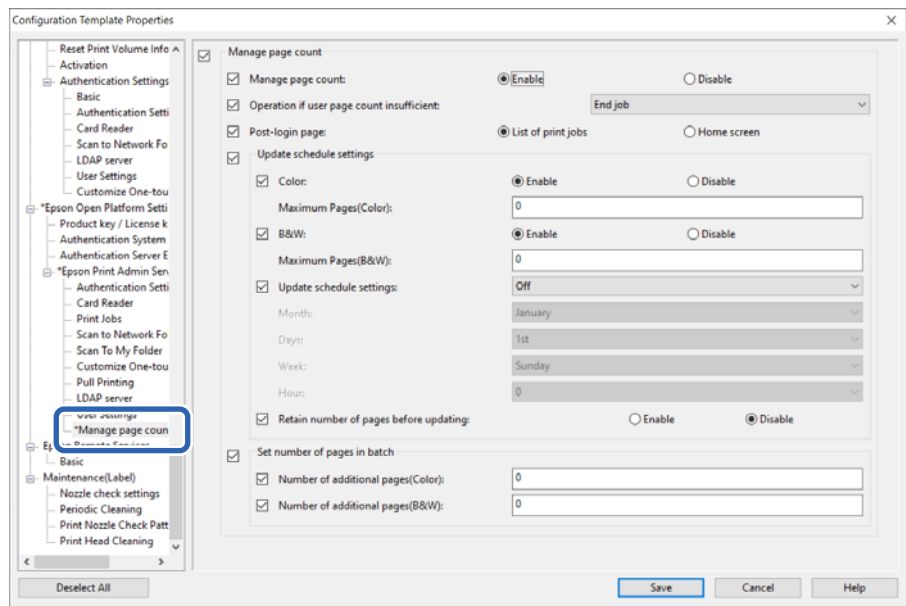 Configuration Template Properties
Reset Print Volume Info
Activation
Authentication Settings
Basic
Authentication Setti
Card Reader
Scan to Network Fo
LDAP server
User Settings
Customize One-tou
*Epson Open Platform Setti
Product key / License k
Authentication System
Authentication Server E
*Epson Print Admin Sen
Authentication Setti
Card Reader
Print Jobs
Scan to Network Fo
Scan To My Folder
Customize One-tou
Pull Printing
LDAP server
User Settings
*Manage page coun
Epson Remote Services
Basic
Maintenance(Label)
Nozzle check settings
Periodic Cleaning
Print Nozzle Check Patt
Print Head Cleaning
Manage page count
Manage page count: Enable Disable
Operation if user page count insufficient: End job
Post-login page: List of print jobs Home screen
Update schedule settings
Color: Enable Disable
Maximum Pages(Color): 0
B&W: Enable Disable
Maximum Pages(B&W): 0
Update schedule settings: Off
Month: January
Days: 1st
Week: Sunday
Hour: 0
Retain number of pages before updating: Enable Disable
Set number of pages in batch
Number of additional pages(Color): 0
Number of additional pages(B&W): 0
Deselect All Save Cancel Help